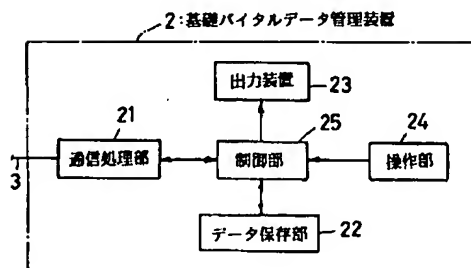 2:基礎バイタルデータ管理装置
出力装置
23
21
25
24
通信処理部
制御部
操作部
3
データ保存部
22